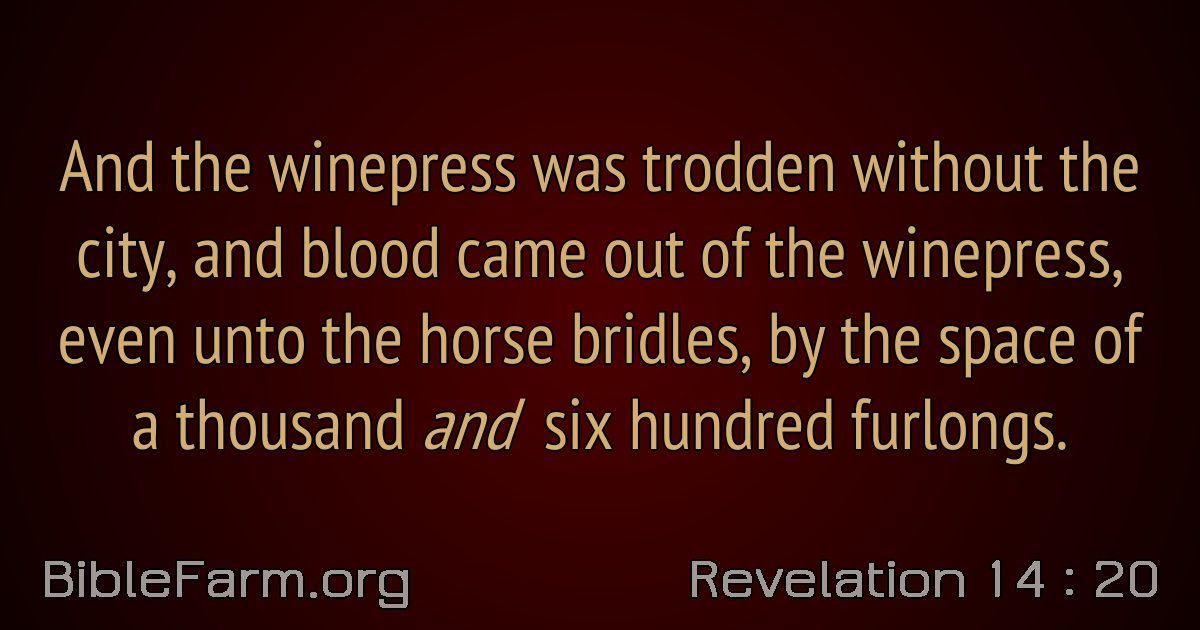 And the winepress was trodden without the
city, and blood came out of the winepress,
even unto the horse bridles, by the space of
a thousand and six hundred furlongs.
BibleFarm.org
Revelation 14 : 20